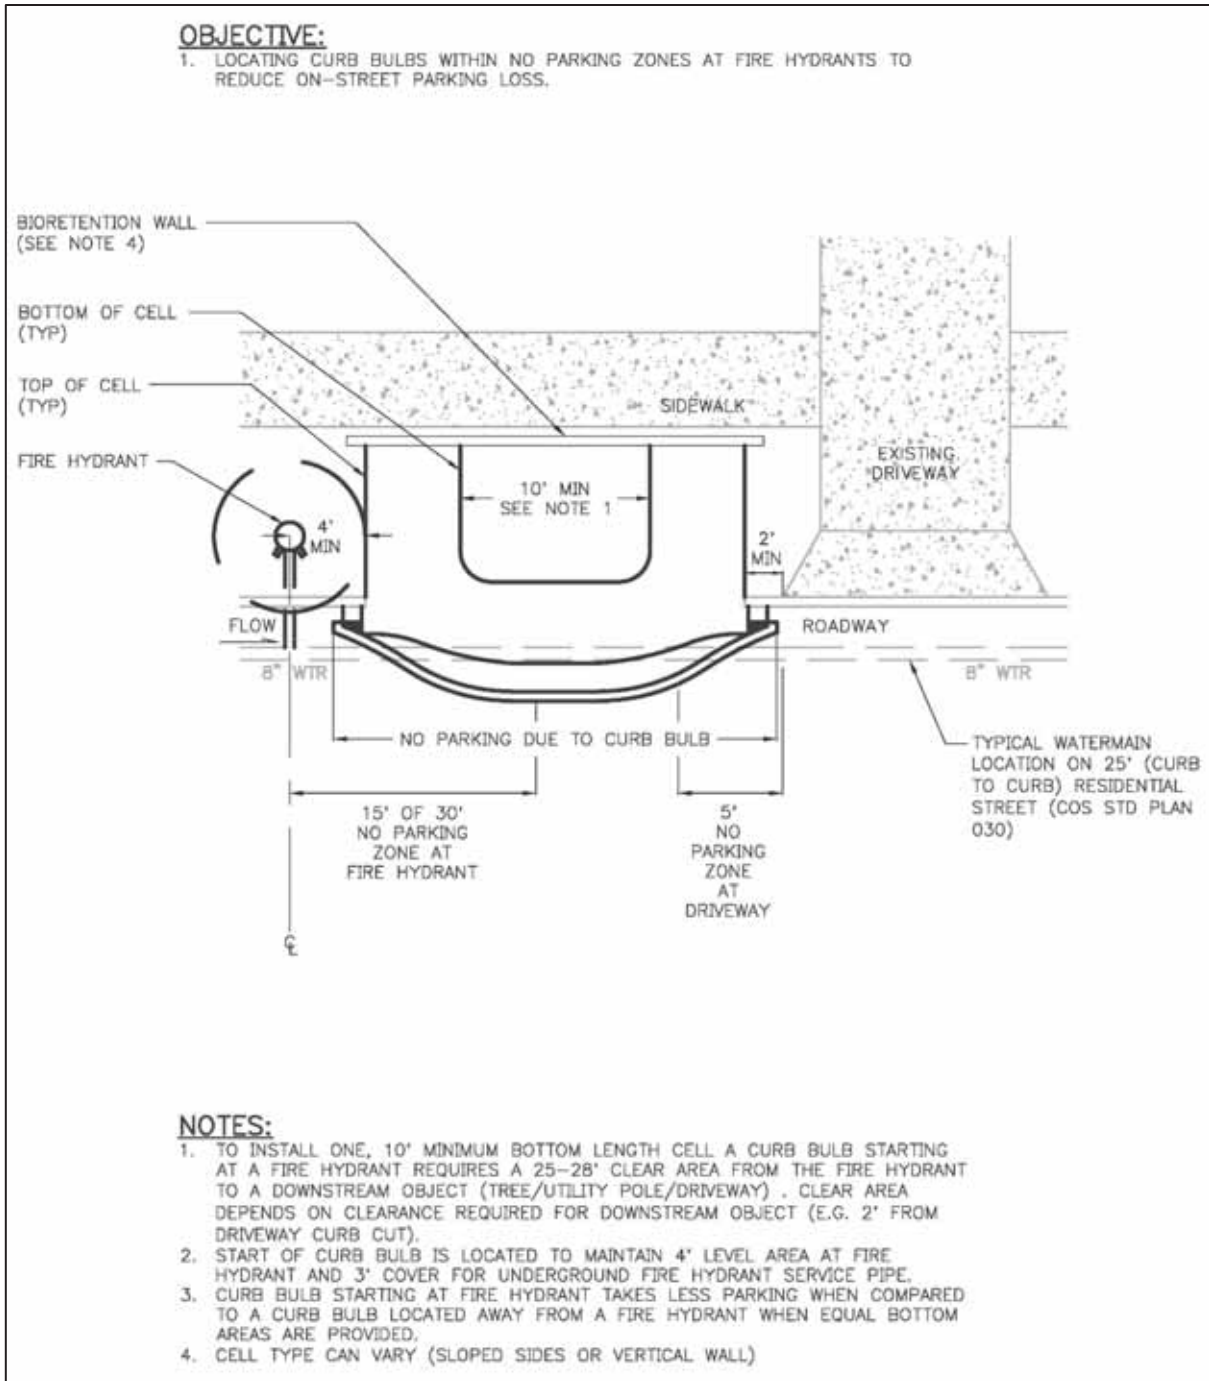 OBJECTIVE:
1. LOCATING CURB BULBS WITHIN NO PARKING ZONES AT FIRE HYDRANTS TO
REDUCE ON-STREET PARKING LOSS.
BIORETENTION WALL
(SEE NOTE 4)
BOTTOM OF CELL
(TYP)
TOP OF CELL
(TYP)
FIRE HYDRANT
SIDEWALK
EXISTING
DRIVEWAY
10' MIN
SEE NOTE 1
4'
MIN
2'
MIN
FLOW
ROADWAY
8" WTR
8" WTR
NO PARKING DUE TO CURB BULB
TYPICAL WATERMAIN
LOCATION ON 25' (CURB
TO CURB) RESIDENTIAL
STREET (COS STD PLAN
030)
15' OF 30'
NO PARKING
ZONE AT
FIRE HYDRANT
5'
NO
PARKING
ZONE
AT
DRIVEWAY
℄
NOTES:
1. TO INSTALL ONE, 10' MINIMUM BOTTOM LENGTH CELL A CURB BULB STARTING
AT A FIRE HYDRANT REQUIRES A 25-28' CLEAR AREA FROM THE FIRE HYDRANT
TO A DOWNSTREAM OBJECT (TREE/UTILITY POLE/DRIVEWAY) . CLEAR AREA
DEPENDS ON CLEARANCE REQUIRED FOR DOWNSTREAM OBJECT (E.G. 2' FROM
DRIVEWAY CURB CUT).
2. START OF CURB BULB IS LOCATED TO MAINTAIN 4' LEVEL AREA AT FIRE
HYDRANT AND 3' COVER FOR UNDERGROUND FIRE HYDRANT SERVICE PIPE.
3. CURB BULB STARTING AT FIRE HYDRANT TAKES LESS PARKING WHEN COMPARED
TO A CURB BULB LOCATED AWAY FROM A FIRE HYDRANT WHEN EQUAL BOTTOM
AREAS ARE PROVIDED.
4. CELL TYPE CAN VARY (SLOPED SIDES OR VERTICAL WALL)